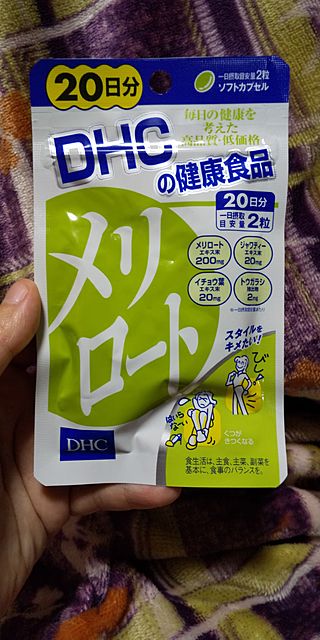 20日分
一日摂取目安量2粒
ソフトカプセル
毎日の健康を
考えた
高品質・低価格
DHC
の健康食品
20日分
一日摂取
目安量 2粒
メリロート
エキス末
200mg
ジャワティー
エキス末
20mg
イチョウ葉
エキス末
20mg
トウガラシ
抽出物
2mg
メリ
ロート
スタイルを
キメたい!
びしっ
はいら
な〜い
くつが
きつくなる
DHC
食生活は、主食、主菜、副菜を
基本に、食事のバランスを。